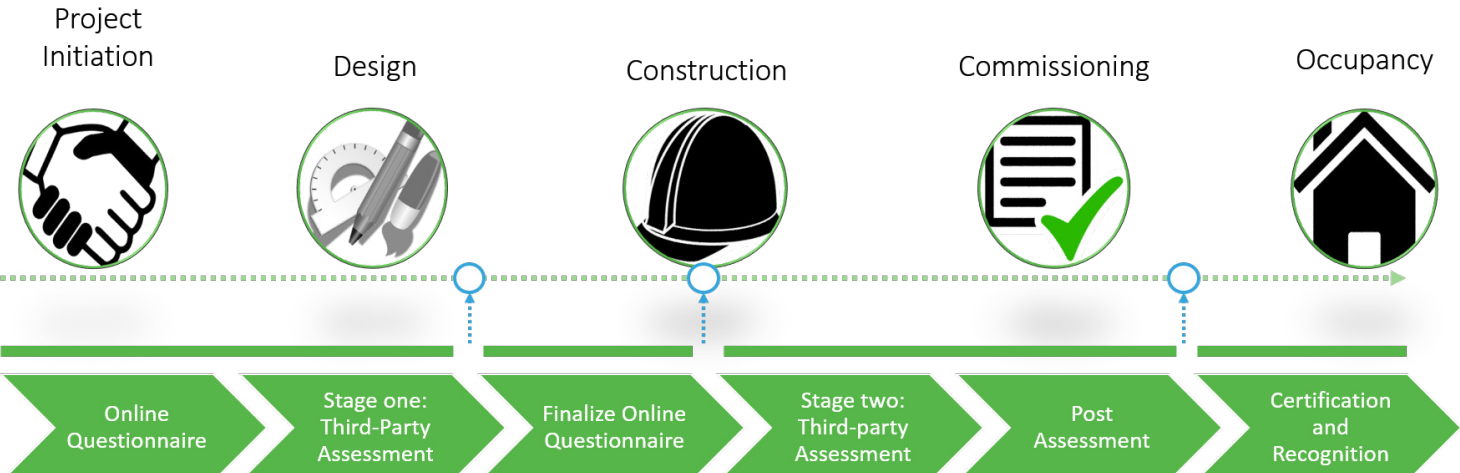 Project
Initiation
Design
Construction
Commissioning
Occupancy
Online
Questionnaire
Stage one:
Third-Party
Assessment
Finalize Online
Questionnaire
Stage two:
Third-party
Assessment
Post
Assessment
Certification
and
Recognition